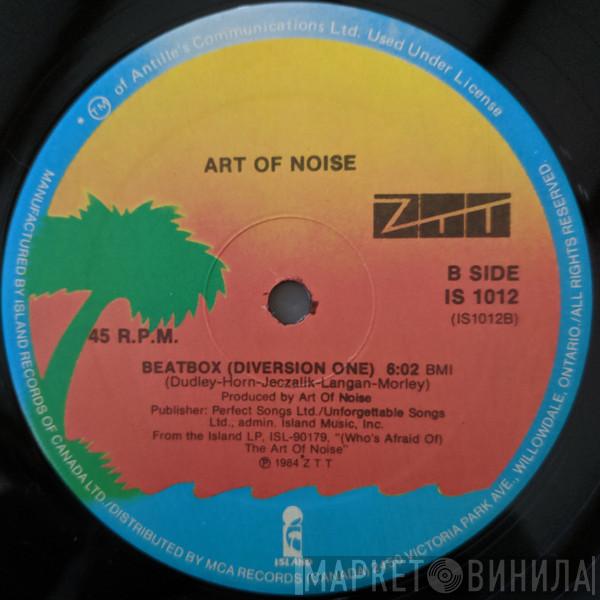 * ™ of Antille's Communications Ltd. Used Under License
ART OF NOISE
ZTT
B SIDE
IS 1012
(IS1012B)
45 R.P.M.
BEATBOX (DIVERSION ONE) 6:02 BMI
(Dudley-Horn-Jeczalik-Langan-Morley)
Produced by Art Of Noise
Publisher: Perfect Songs Ltd./Unforgettable Songs
Ltd., admin. Island Music, Inc.
From the Island LP, ISL-90179, "(Who's Afraid Of)
The Art Of Noise"
℗ 1984 Z T T
ISLAND
MANUFACTURED BY ISLAND RECORDS OF CANADA LTD./DISTRIBUTED BY MCA RECORDS (CANADA) 2450 VICTORIA PARK AVE., WILLOWDALE, ONTARIO./ALL RIGHTS RESERVED.
МАРКЕТ ВИНИЛА